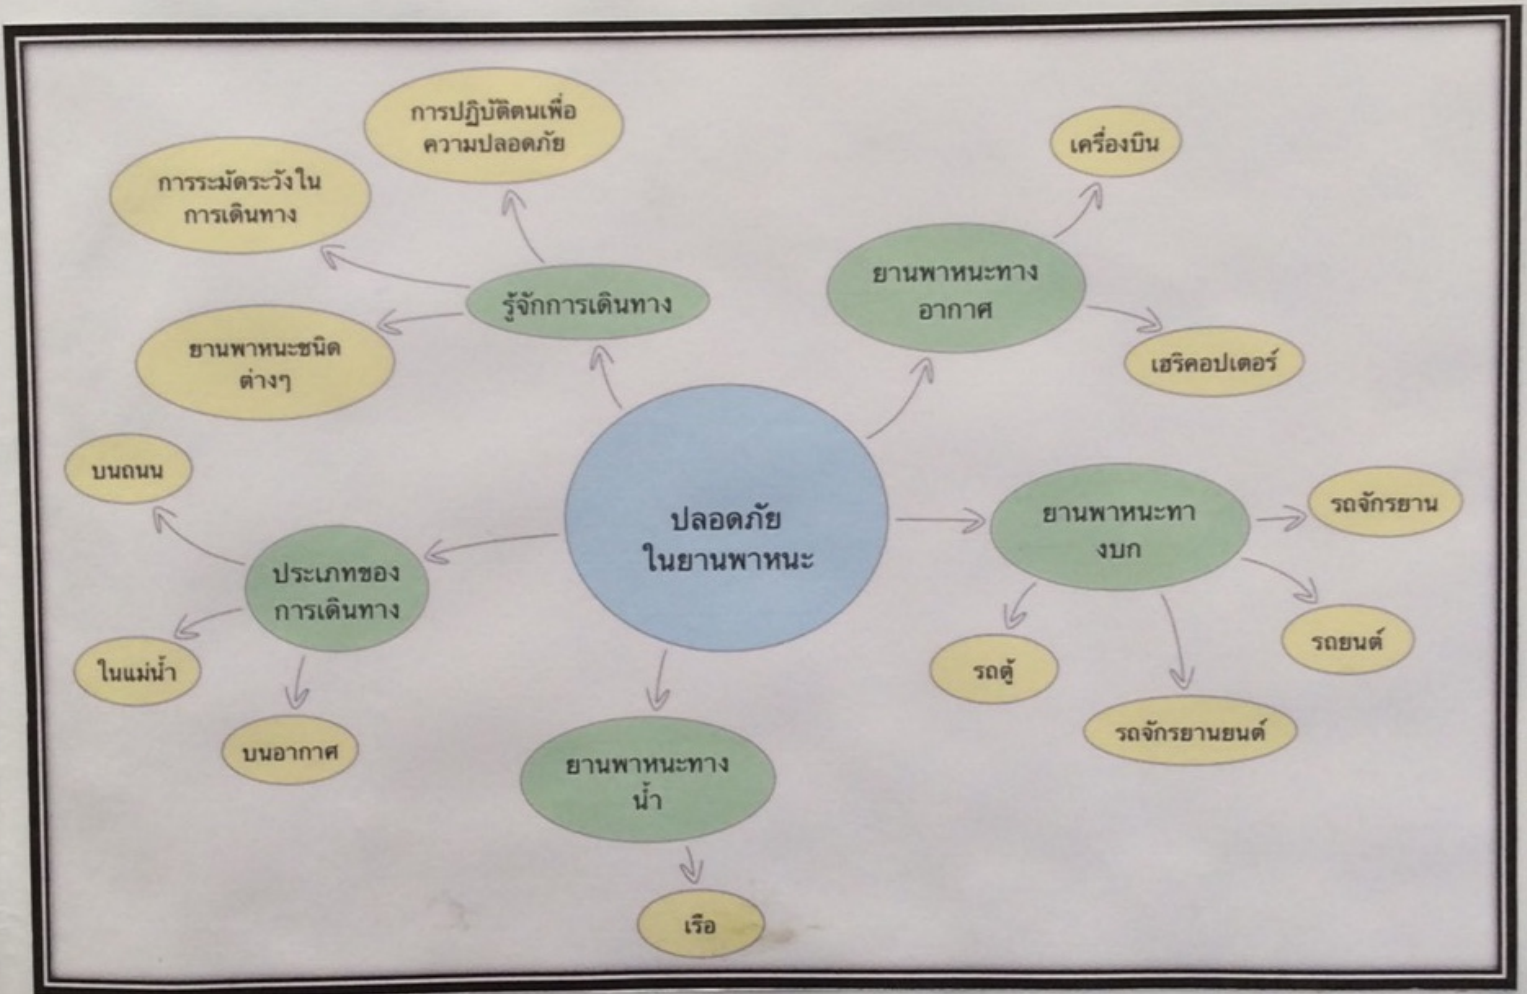 การปฏิบัติตนเพื่อ
ความปลอดภัย
การระมัดระวังใน
การเดินทาง
ยานพาหนะชนิด
ต่างๆ
รู้จักการเดินทาง
ยานพาหนะทาง
อากาศ
เครื่องบิน
เฮริคอปเตอร์
ปลอดภัย
ในยานพาหนะ
บนถนน
ประเภทของ
การเดินทาง
ในแม่น้ำ
บนอากาศ
ยานพาหนะทา
งบก
รถจักรยาน
รถยนต์
รถจักรยานยนต์
รถตู้
ยานพาหนะทาง
น้ำ
เรือ